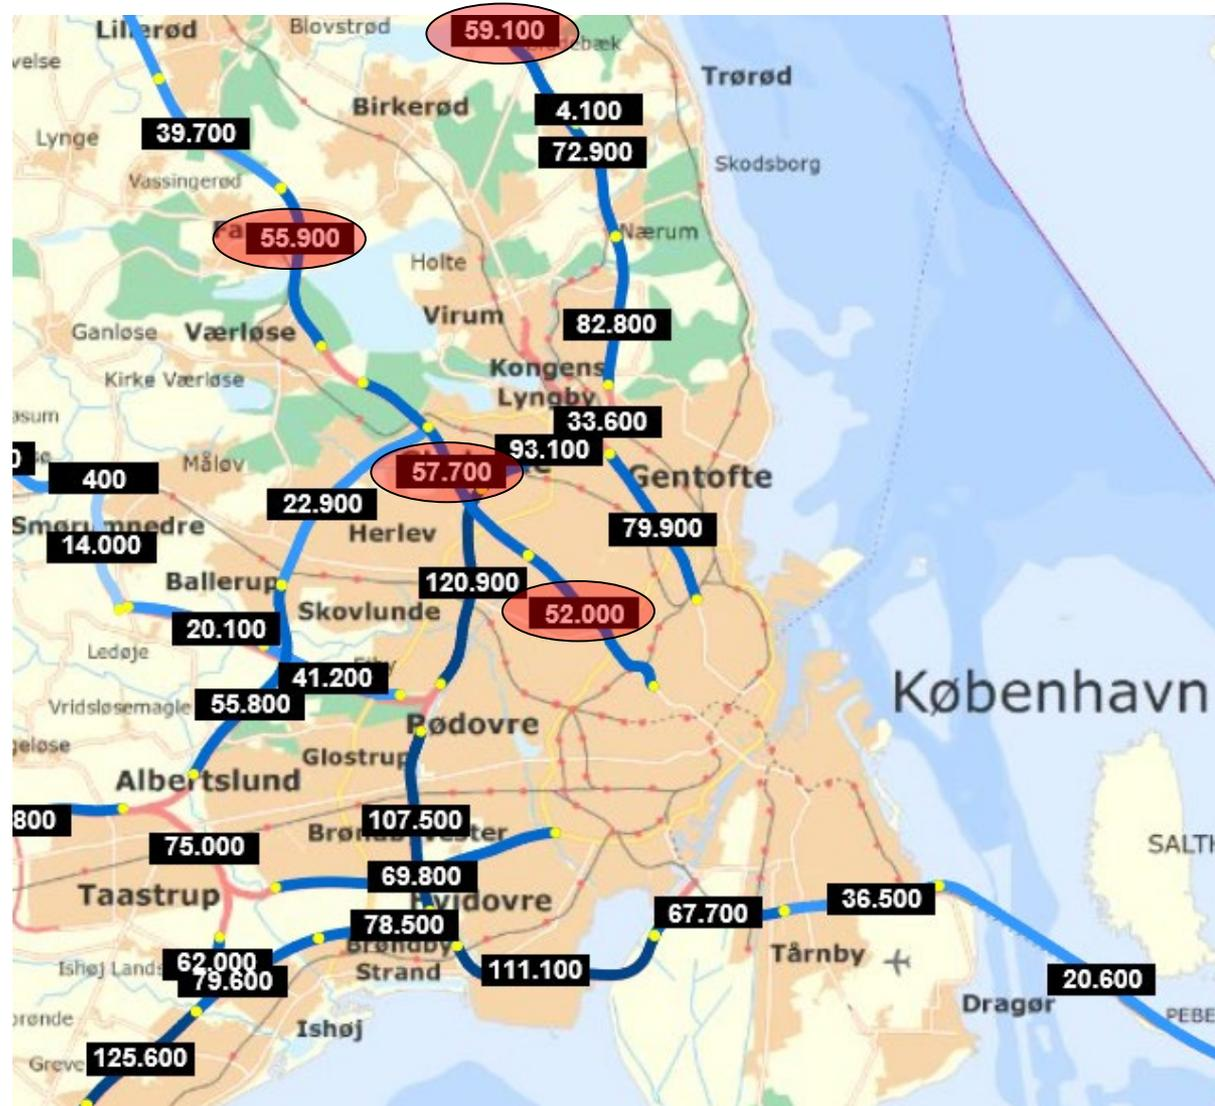 Lillerød
Blovstrød
59.100
Trørød
Birkerød
4.100
39.700
Lynge
72.900
Skodsborg
Vassingerød
55.900
Nærum
Holte
Virum
82.800
Ganløse
Værløse
Kongens
Lyngby
Kirke Værløse
33.600
93.100
Måløv
57.700
Gentofte
400
22.900
79.900
Herlev
14.000
Ballerup
120.900
Skovlunde
52.000
20.100
Ledøje
41.200
København
55.800
Vridsløsemagle
Glostrup
Albertslund
800
107.500
75.000
69.800
Taastrup
Hvidovre
36.500
67.700
78.500
Brøndby
Strand
Tårnby
62.000
79.600
111.100
20.600
Dragør
Ishøj
125.600
Greve